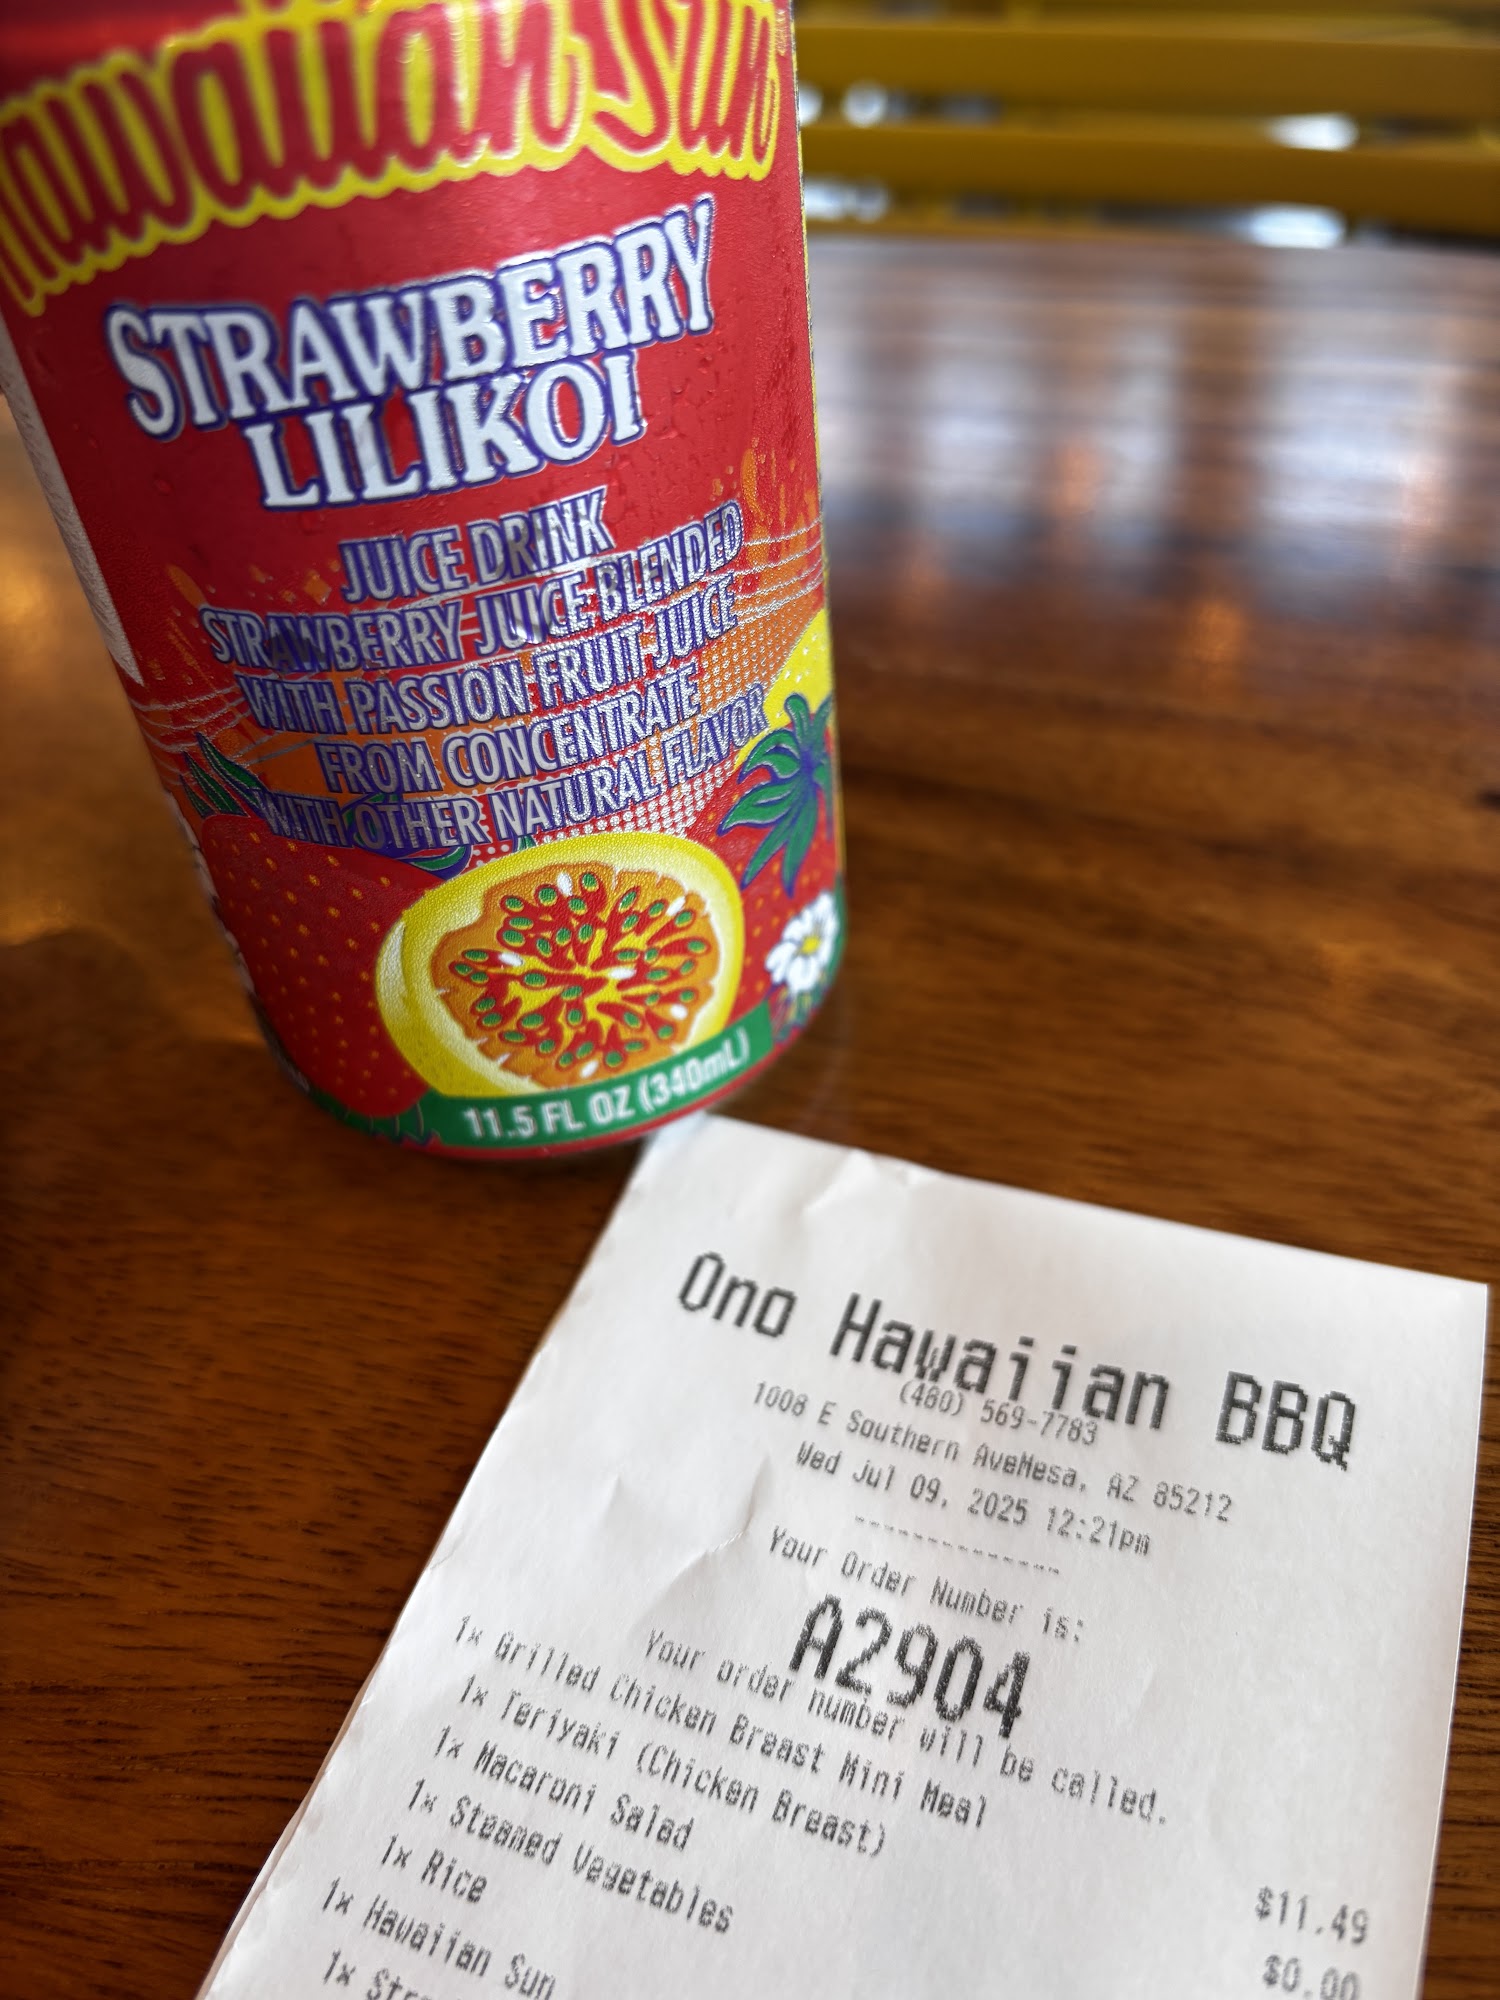 Hawaiian Sun
STRAWBERRY
LILIKOI
JUICE DRINK
STRAWBERRY JUICE BLENDED
WITH PASSION FRUIT JUICE
FROM CONCENTRATE
WITH OTHER NATURAL FLAVOR
11.5 FL OZ (340mL)
Ono Hawaiian BBQ
(480) 569-7783
1008 E Southern AveMesa, AZ 85212
Wed Jul 09, 2025 12:21pm
-------------
Your Order Number is:
A2904
Your order number will be called.
1x Grilled Chicken Breast Mini Meal
1x Teriyaki (Chicken Breast)
1x Macaroni Salad
1x Steamed Vegetables
1x Rice
$11.49
1x Hawaiian Sun
$0.00
1x